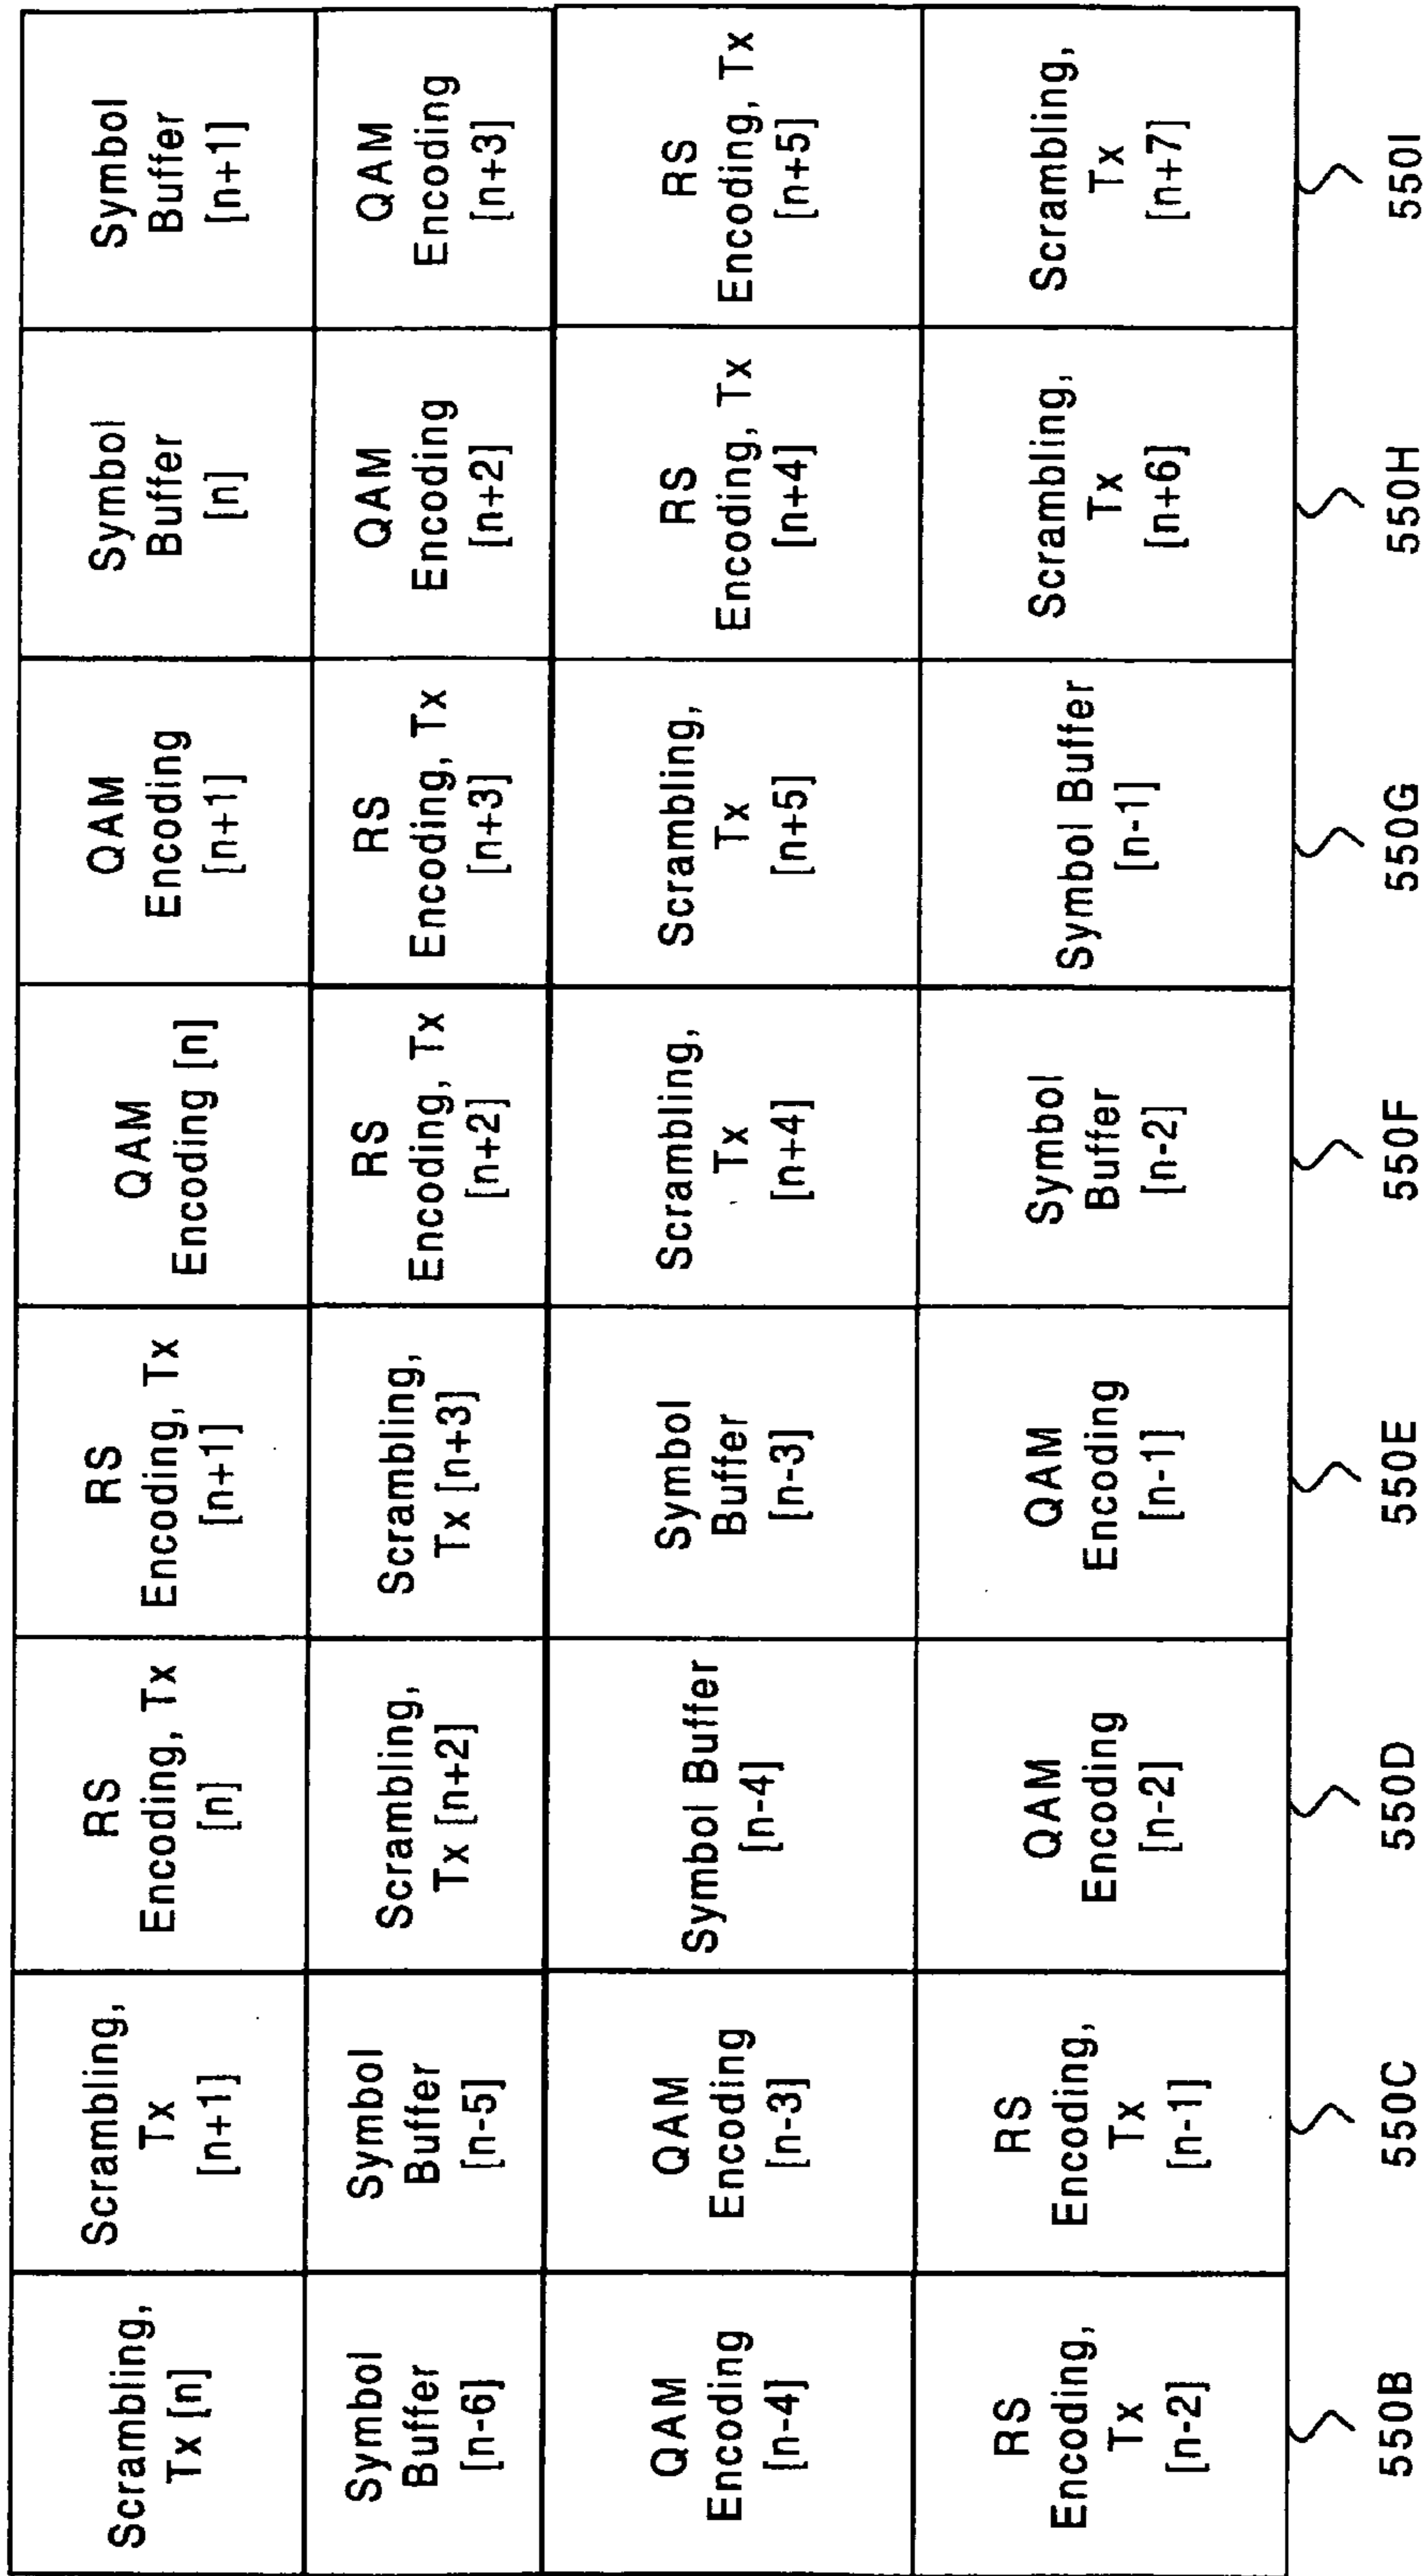 Scrambling,
Tx [n]
Scrambling,
Tx
[n+1]
RS
Encoding, Tx
[n]
RS
Encoding, Tx
[n+1]
QAM
Encoding [n]
QAM
Encoding
[n+1]
Symbol
Buffer
[n]
Symbol
Buffer
[n+1]
Symbol
Buffer
[n-6]
Symbol
Buffer
[n-5]
Scrambling,
Tx [n+2]
Scrambling,
Tx [n+3]
RS
Encoding, Tx
[n+2]
RS
Encoding, Tx
[n+3]
QAM
Encoding
[n+2]
QAM
Encoding
[n+3]
QAM
Encoding
[n-4]
QAM
Encoding
[n-3]
Symbol Buffer
[n-4]
Symbol
Buffer
[n-3]
Scrambling,
Tx
[n+4]
Scrambling,
Tx
[n+5]
RS
Encoding, Tx
[n+4]
RS
Encoding, Tx
[n+5]
RS
Encoding,
Tx
[n-2]
RS
Encoding,
Tx
[n-1]
QAM
Encoding
[n-2]
QAM
Encoding
[n-1]
Symbol
Buffer
[n-2]
Symbol Buffer
[n-1]
Scrambling,
Tx
[n+6]
Scrambling,
Tx
[n+7]
550B
550C
550D
550E
550F
550G
550H
550I